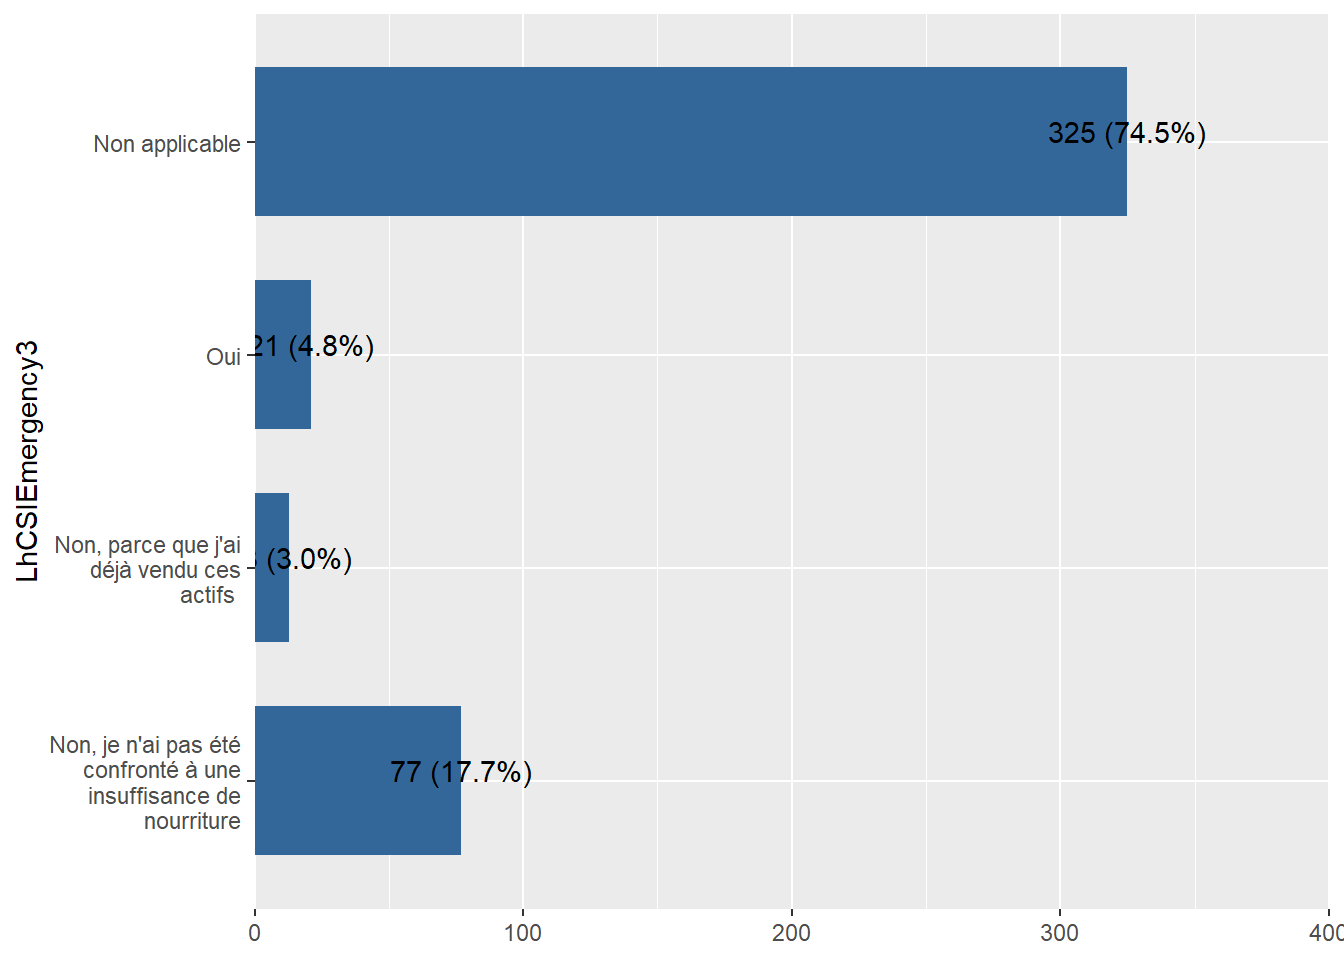 LhCSIEmergency3
Non applicable
325 (74.5%)
Oui
21 (4.8%)
Non, parce que j'ai
déjà vendu ces
actifs
(3.0%)
Non, je n'ai pas été
confronté à une
insuffisance de
nourriture
77 (17.7%)
0 100 200 300 400